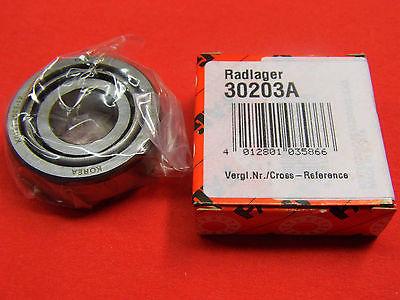 Radlager
30203A
4 012801 035866
Vergl.Nr./Cross-Reference
KOREA